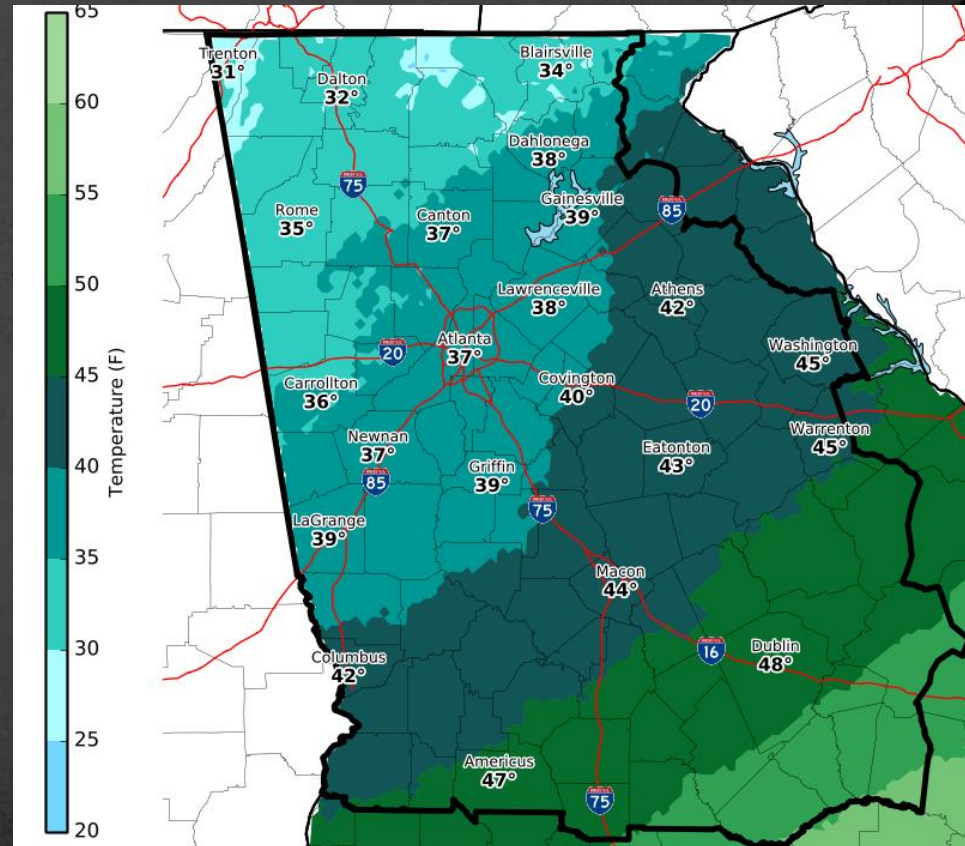 65
60
55
50
45
40
35
30
25
20
Temperature (F)
Trenton
31°
Dalton
32°
Blairsville
34°
Dahlonega
38°
75
Rome
35°
Canton
37°
Gainesville
39°
85
Lawrenceville
38°
Athens
42°
Atlanta
37°
20
Washington
45°
Carrollton
36°
Covington
40°
20
Newnan
37°
Warrenton
45°
Eatonton
43°
Griffin
39°
85
75
LaGrange
39°
Macon
44°
Columbus
42°
16
Dublin
48°
Americus
47°
75